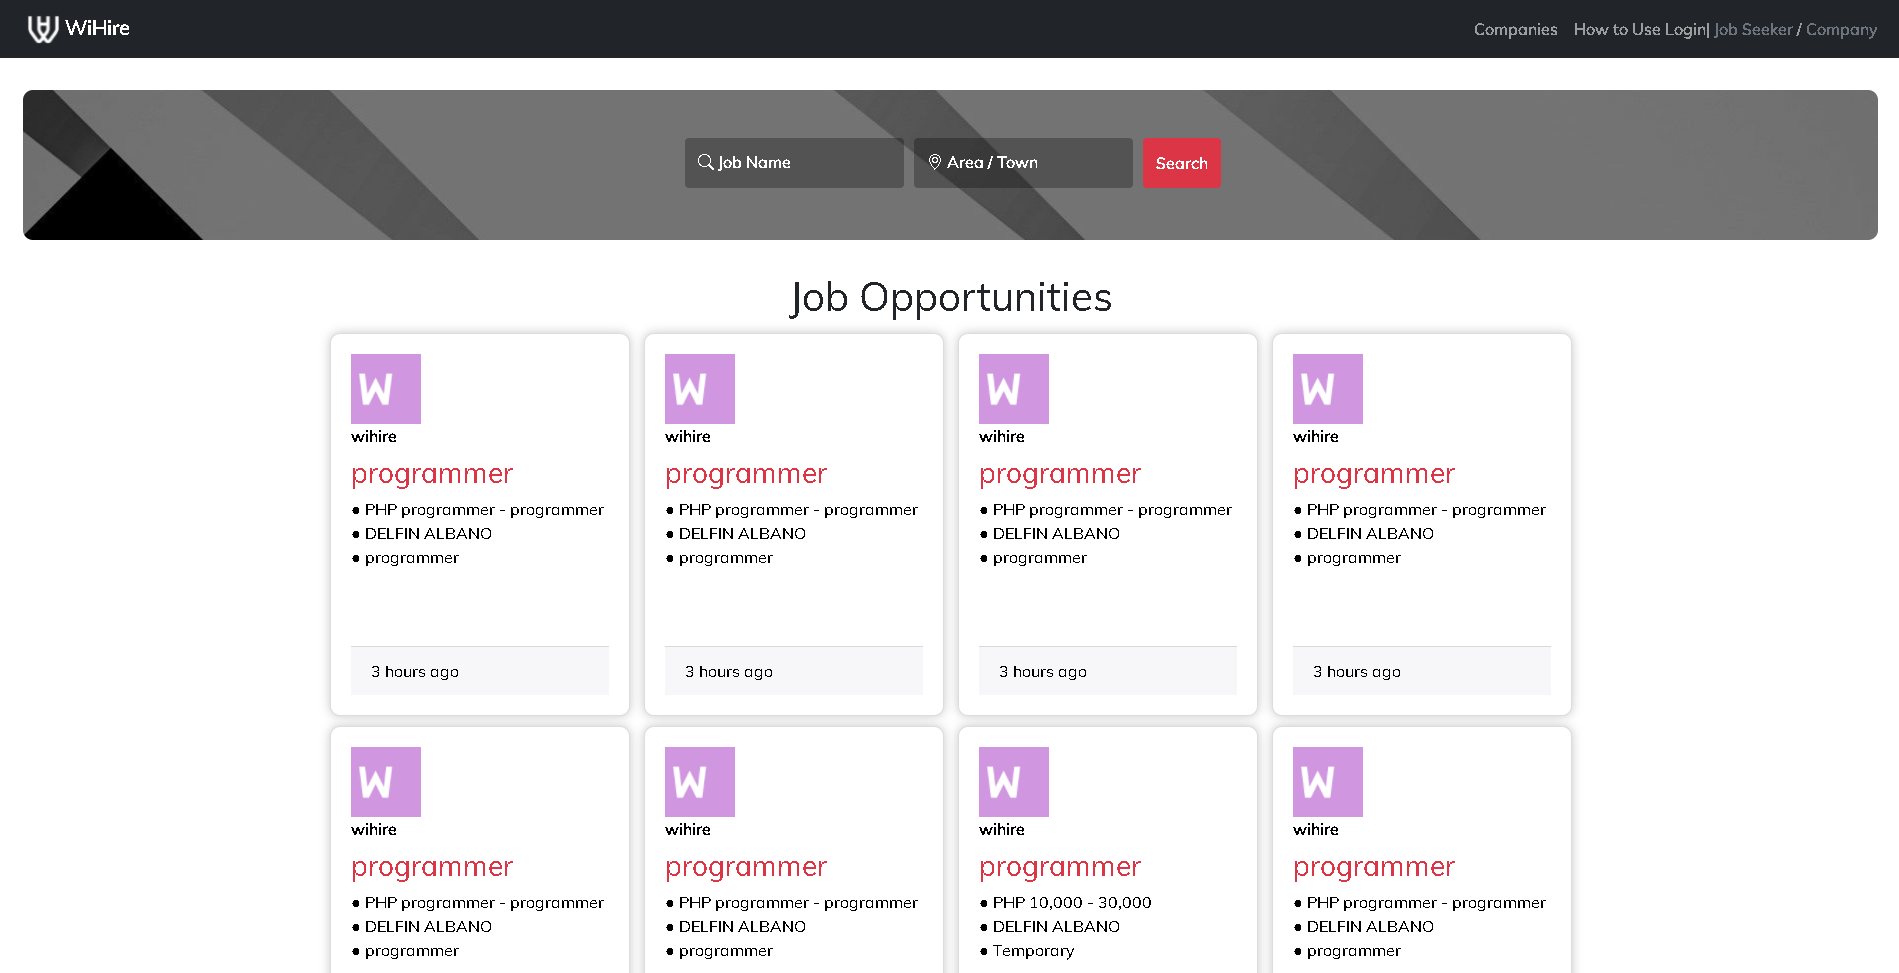 WiHire
Companies How to Use Login| Job Seeker / Company
Job Name
Area / Town
Search
Job Opportunities
W
wihire
programmer
● PHP programmer - programmer
● DELFIN ALBANO
● programmer
3 hours ago
W
wihire
programmer
● PHP programmer - programmer
● DELFIN ALBANO
● programmer
3 hours ago
W
wihire
programmer
● PHP programmer - programmer
● DELFIN ALBANO
● programmer
3 hours ago
W
wihire
programmer
● PHP programmer - programmer
● DELFIN ALBANO
● programmer
3 hours ago
W
wihire
programmer
● PHP programmer - programmer
● DELFIN ALBANO
● programmer
W
wihire
programmer
● PHP programmer - programmer
● DELFIN ALBANO
● programmer
W
wihire
programmer
● PHP 10,000 - 30,000
● DELFIN ALBANO
● Temporary
W
wihire
programmer
● PHP programmer - programmer
● DELFIN ALBANO
● programmer